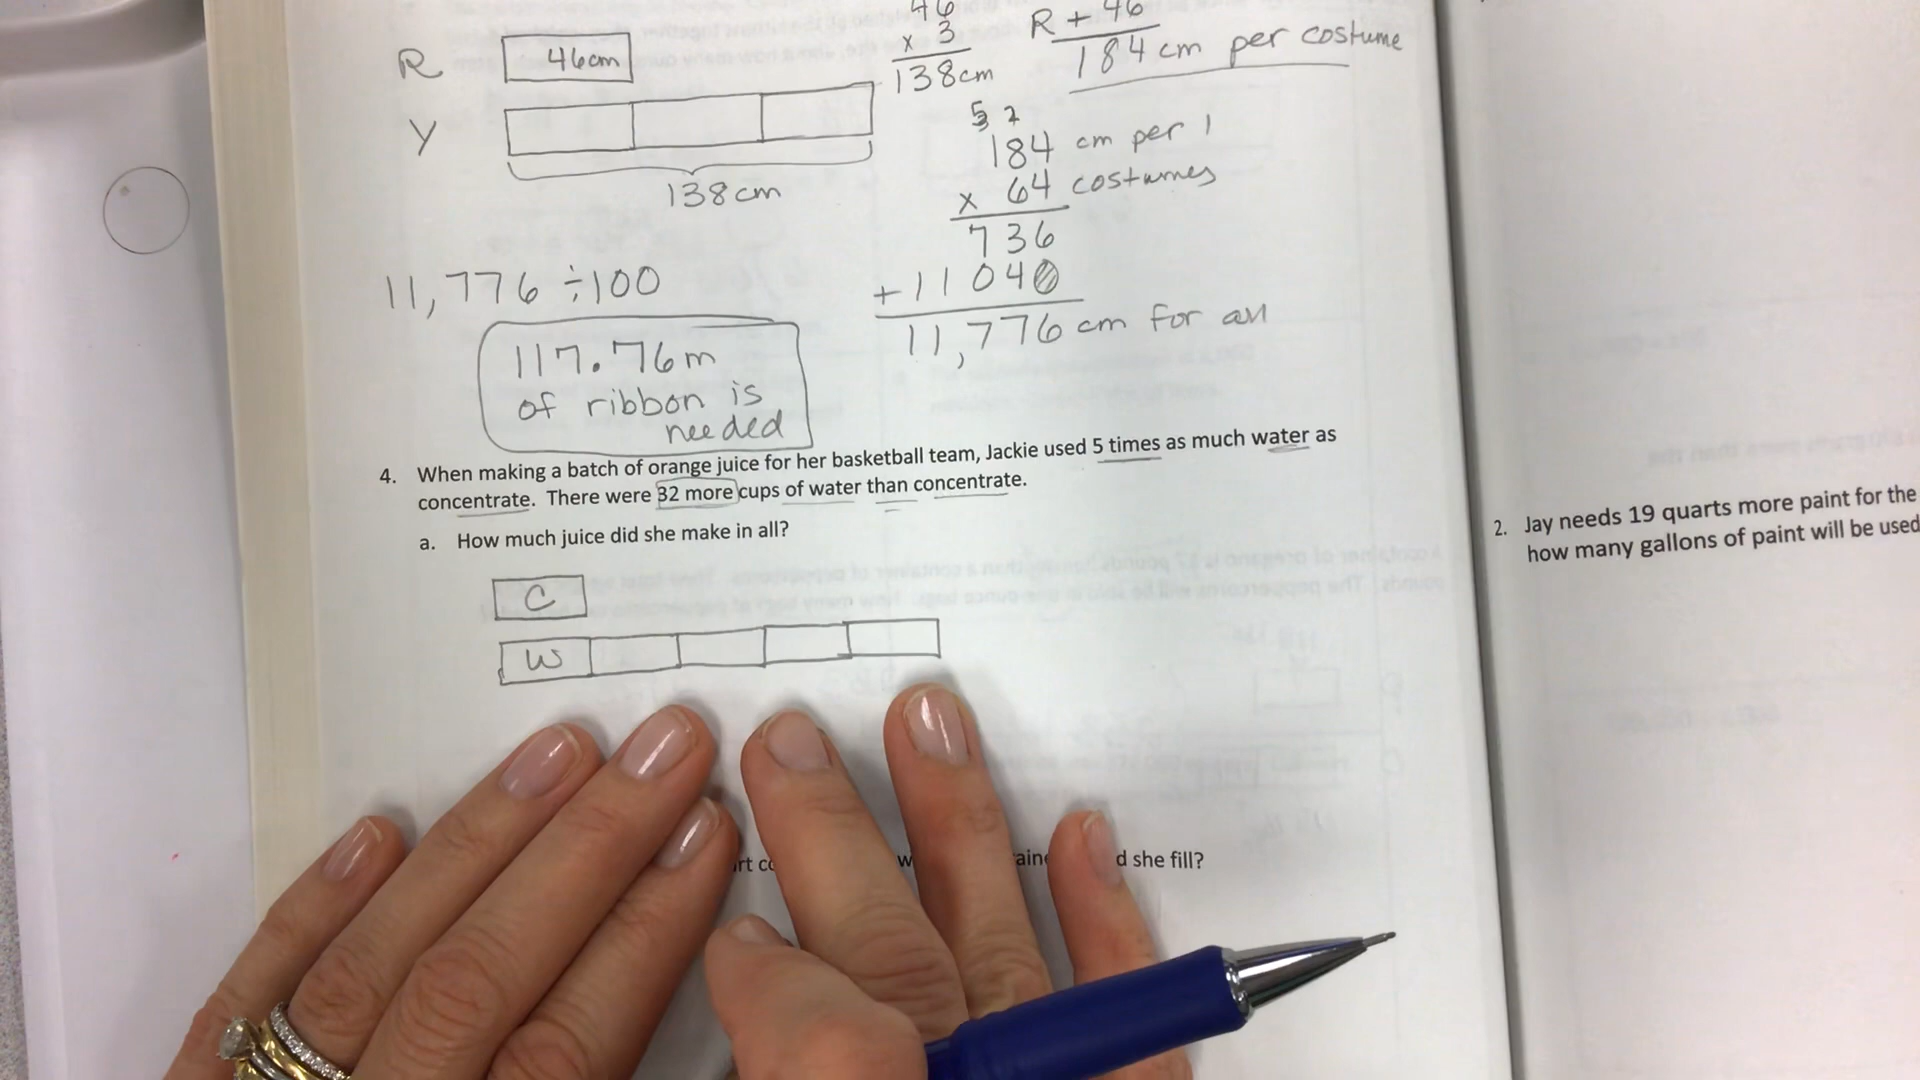 46
x 3
138cm
R + 46
184 cm per costume
R 46cm
Y
138cm
5 2
184 cm per 1
x 64 costumes
736
+11040
11,776 cm for all
11,776 ÷100
117.76m
of ribbon is
needed
4. When making a batch of orange juice for her basketball team, Jackie used 5 times as much water as
concentrate. There were 32 more cups of water than concentrate.
a. How much juice did she make in all?
C
W
d she fill?
2. Jay needs 19 quarts more paint for the
how many gallons of paint will be used